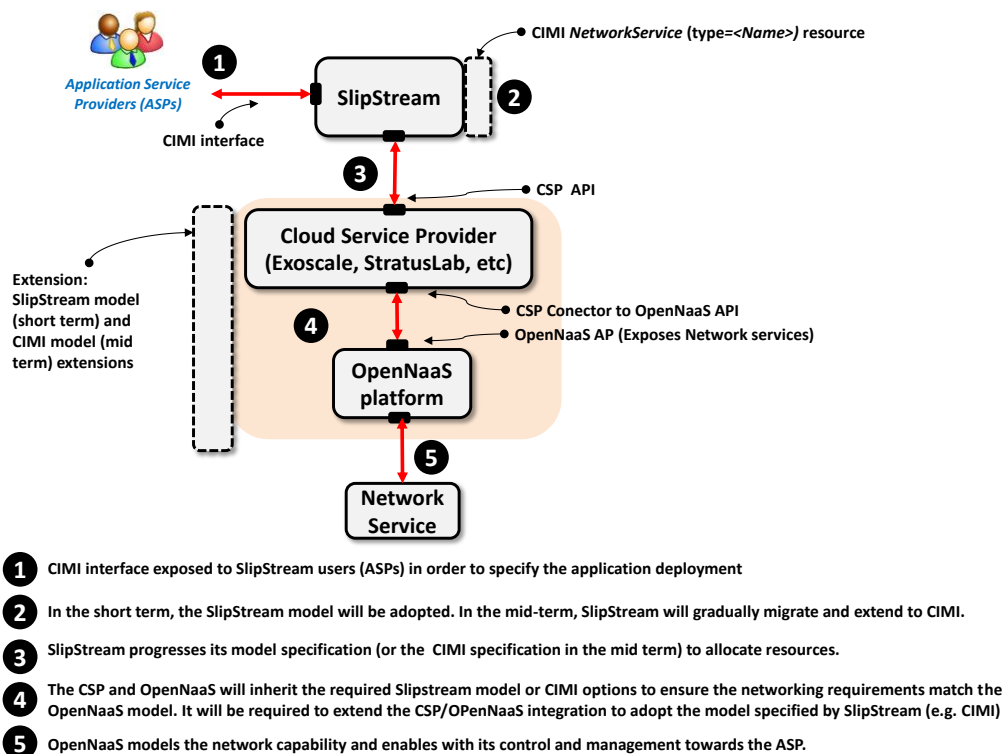 CIMI NetworkService (type=<Name>) resource
1
Application Service
Providers (ASPs)
SlipStream
2
CIMI interface
3
CSP API
Cloud Service Provider
(Exoscale, StratusLab, etc)
Extension:
SlipStream model
(short term) and
CIMI model (mid
term) extensions
CSP Conector to OpenNaaS API
4
OpenNaaS AP (Exposes Network services)
OpenNaaS
platform
5
Network
Service
1 CIMI interface exposed to SlipStream users (ASPs) in order to specify the application deployment
2 In the short term, the SlipStream model will be adopted. In the mid-term, SlipStream will gradually migrate and extend to CIMI.
3 SlipStream progresses its model specification (or the CIMI specification in the mid term) to allocate resources.
4 The CSP and OpenNaaS will inherit the required Slipstream model or CIMI options to ensure the networking requirements match the
OpenNaaS model. It will be required to extend the CSP/OPenNaaS integration to adopt the model specified by SlipStream (e.g. CIMI)
5 OpenNaaS models the network capability and enables with its control and management towards the ASP.